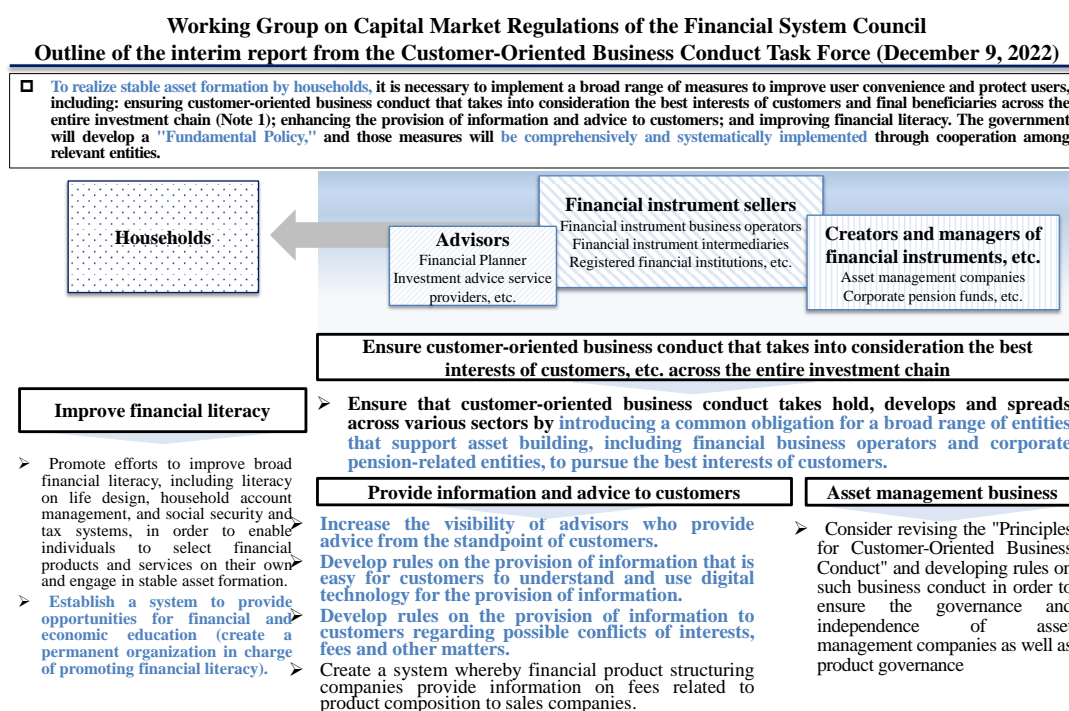 Working Group on Capital Market Regulations of the Financial System Council
Outline of the interim report from the Customer-Oriented Business Conduct Task Force (December 9, 2022)
To realize stable asset formation by households, it is necessary to implement a broad range of measures to improve user convenience and protect users,
including: ensuring customer-oriented business conduct that takes into consideration the best interests of customers and final beneficiaries across the
entire investment chain (Note 1); enhancing the provision of information and advice to customers; and improving financial literacy. The government
will develop a "Fundamental Policy," and those measures will be comprehensively and systematically implemented through cooperation among
relevant entities.
Households
Advisors
Financial Planner
Investment advice service
providers, etc.
Financial instrument sellers
Financial instrument business operators
Financial instrument intermediaries
Registered financial institutions, etc.
Creators and managers of
financial instruments, etc.
Asset management companies
Corporate pension funds, etc.
Ensure customer-oriented business conduct that takes into consideration the best
interests of customers, etc. across the entire investment chain
➢ Ensure that customer-oriented business conduct takes hold, develops and spreads
across various sectors by introducing a common obligation for a broad range of entities
that support asset building, including financial business operators and corporate
pension-related entities, to pursue the best interests of customers.
Improve financial literacy
➢ Promote efforts to improve broad
financial literacy, including literacy
on life design, household account
management, and social security and
tax systems, in order to enable
individuals to select financial
products and services on their own
and engage in stable asset formation.
➢ Establish a system to provide
opportunities for financial and
economic education (create a
permanent organization in charge
of promoting financial literacy).
Provide information and advice to customers
➢ Increase the visibility of advisors who provide
advice from the standpoint of customers.
➢ Develop rules on the provision of information that is
easy for customers to understand and use digital
technology for the provision of information.
➢ Develop rules on the provision of information to
customers regarding possible conflicts of interests,
fees and other matters.
➢ Create a system whereby financial product structuring
companies provide information on fees related to
product composition to sales companies.
Asset management business
➢ Consider revising the "Principles
for Customer-Oriented Business
Conduct" and developing rules on
such business conduct in order to
ensure the governance and
independence of asset
management companies as well as
product governance